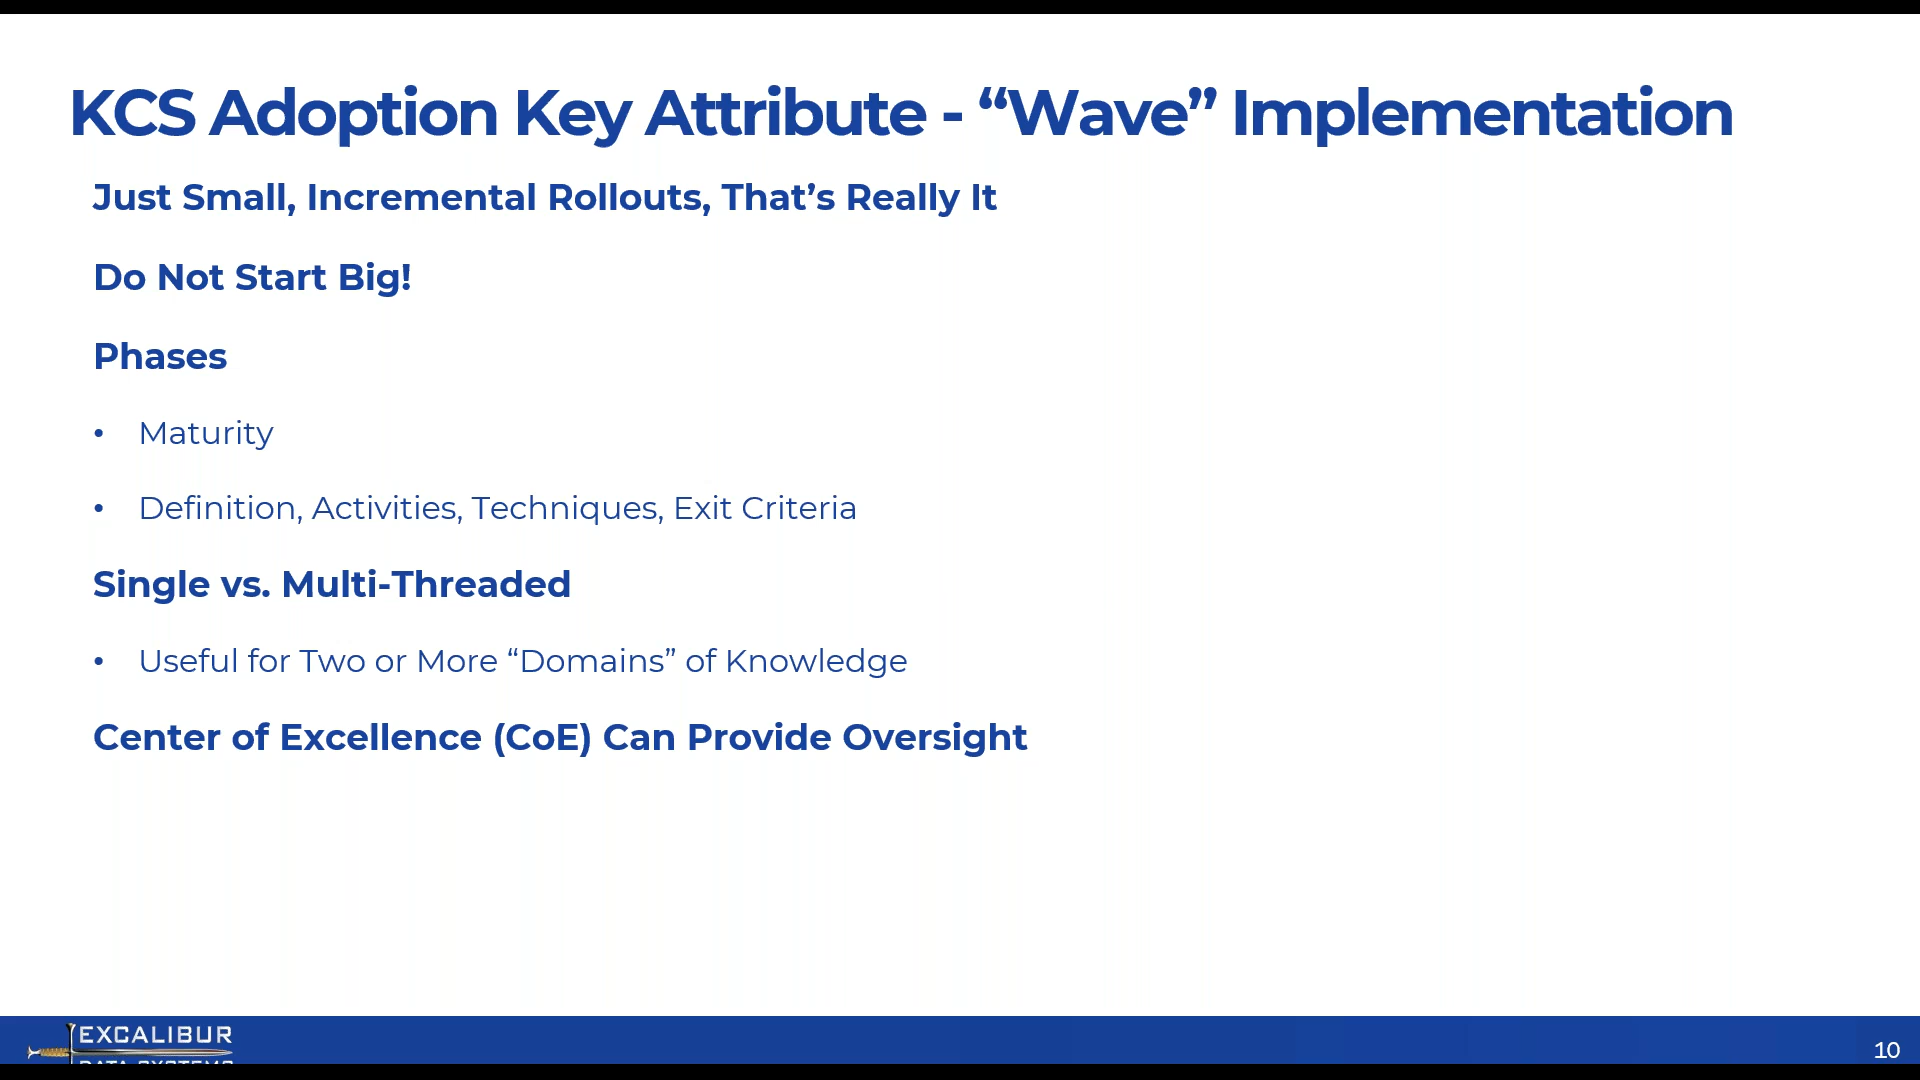 KCS Adoption Key Attribute - “Wave” Implementation
Just Small, Incremental Rollouts, That’s Really It
Do Not Start Big!
Phases
• Maturity
• Definition, Activities, Techniques, Exit Criteria
Single vs. Multi-Threaded
• Useful for Two or More “Domains” of Knowledge
Center of Excellence (CoE) Can Provide Oversight
EXCALIBUR
DATA SYSTEMS
10